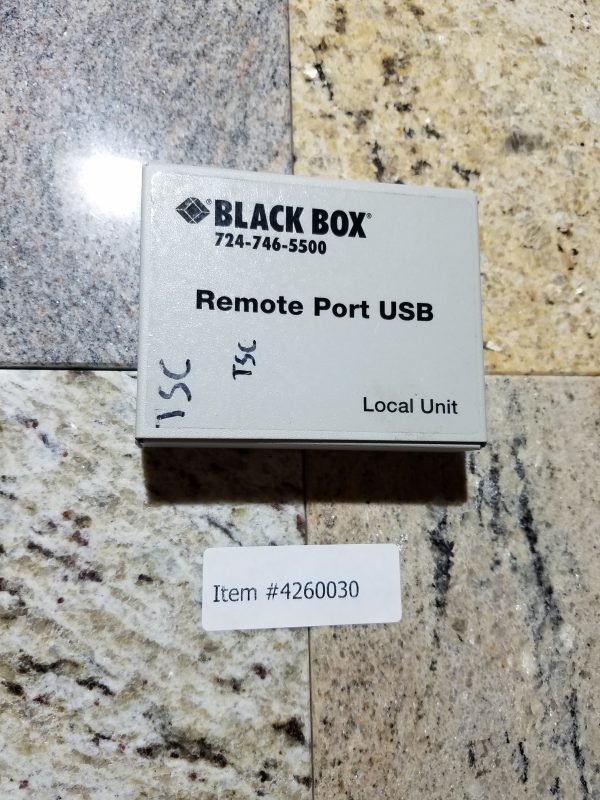 BLACK BOX®
724-746-5500
Remote Port USB
TSC
TSC
Local Unit
Item #4260030